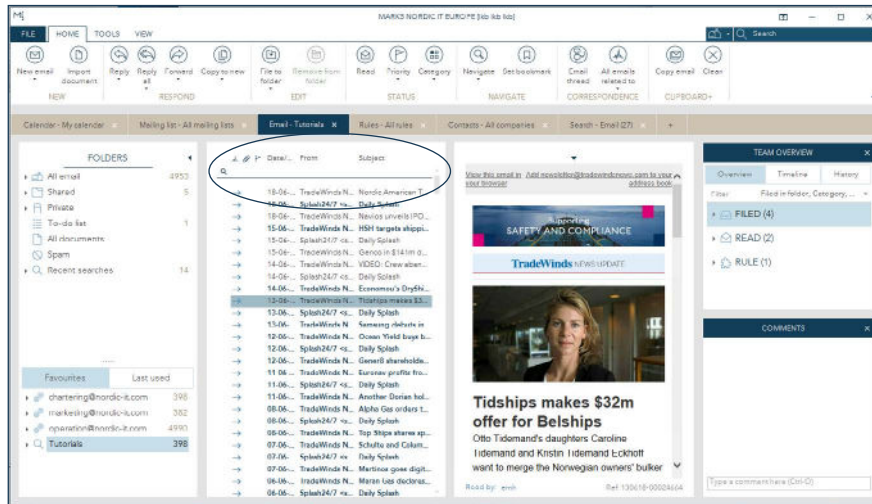 MARKS NORDIC IT EUROPE [kb kb kb]
FILE HOME TOOLS VIEW Search
New email Import document Reply Reply all Forward Copy to new File to folder Remove from folder Read Priority Category Navigate Set bookmark Email thread All emails related to Copy email Clean
NEW RESPOND EDIT STATUS NAVIGATE CORRESPONDENCE CLIPBOARD+
Calender - My calendar Mailing list - All mailing lists Email - Tutorials Rules - All rules Contacts - All companies Search - Email (27) +
FOLDERS
All email 4953
Shared 5
Private
To-do list 1
All documents
Spam
Recent searches 14
Favourites Last used
chartering@nordic-it.com 398
marketing@nordic-it.com 582
operation@nordic-it.com 4990
Tutorials 398
Date/... From Subject
18-06-... TradeWinds N... Nordic American T...
18-06-... Splash24/7 <s... Daily Splash
18-06-... TradeWinds N... Navios unveils IPO...
15-06-... TradeWinds N... HSH targets shippi...
15-06-... Splash24/7 <s... Daily Splash
15-06-... TradeWinds N... Genco in $141m d...
14-06-... TradeWinds N... VIDEO: Crew aban...
14-06-... Splash24/7 <s... Daily Splash
14-06-... TradeWinds N... Economou's DryShi...
13-06-... TradeWinds N... Tidships makes $3...
13-06-... Splash24/7 <s... Daily Splash
13-06-... TradeWinds N... Samsung debuts in
12-06-... TradeWinds N... Ocean Yield buys b...
12-06-... Splash24/7 <s... Daily Splash
12-06-... TradeWinds N... Gener8 shareholde...
11-06-... TradeWinds N... Euronav profits fro...
11-06-... Splash24/7 <s... Daily Splash
11-06-... TradeWinds N... Another Dorian hol...
08-06-... TradeWinds N... Alpha Gas orders t...
08-06-... Splash24/7 <s... Daily Splash
08-06-... TradeWinds N... Top Ships shares sp...
07-06-... TradeWinds N... Schulte and Colum...
07-06-... Splash24/7 <s... Daily Splash
07-06-... TradeWinds N... Martinos goes digit...
06-06-... TradeWinds N... Maran Gas declares...
06-06-... Splash24/7 <s... Daily Splash
View this email in your browser
Add newsletter@tradewindsnews.com to your address book
Supporting
SAFETY AND COMPLIANCE
TradeWinds NEWS UPDATE
Tidships makes $32m
offer for Belships
Otto Tidemand's daughters Caroline
Tidemand and Kristin Tidemand Eckhoff
want to merge the Norwegian owners' bulker
Read by: emh Ref: 130618-00024664
TEAM OVERVIEW
Overview Timeline History
Filter Filed in folder, Category, ...
FILED (4)
READ (2)
RULE (1)
COMMENTS
Type a comment here (Ctrl-D)